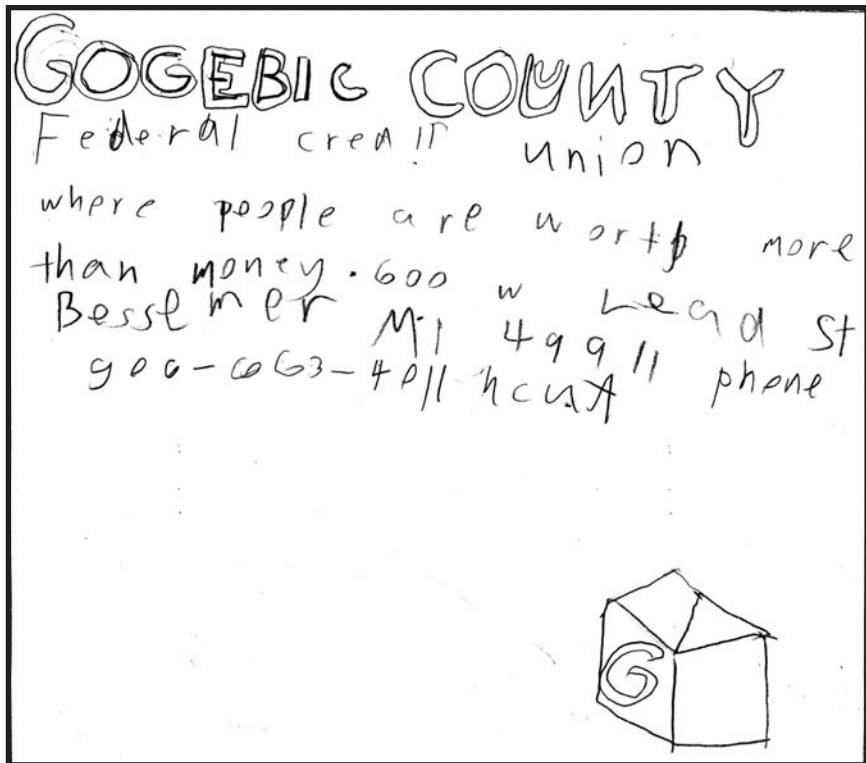 GOGEBIC COUNTY
Federal credit union
where people are worth more
than money. 600 w Lead St
Bessemer MI 49911
906-663-4011 ncua phone
G